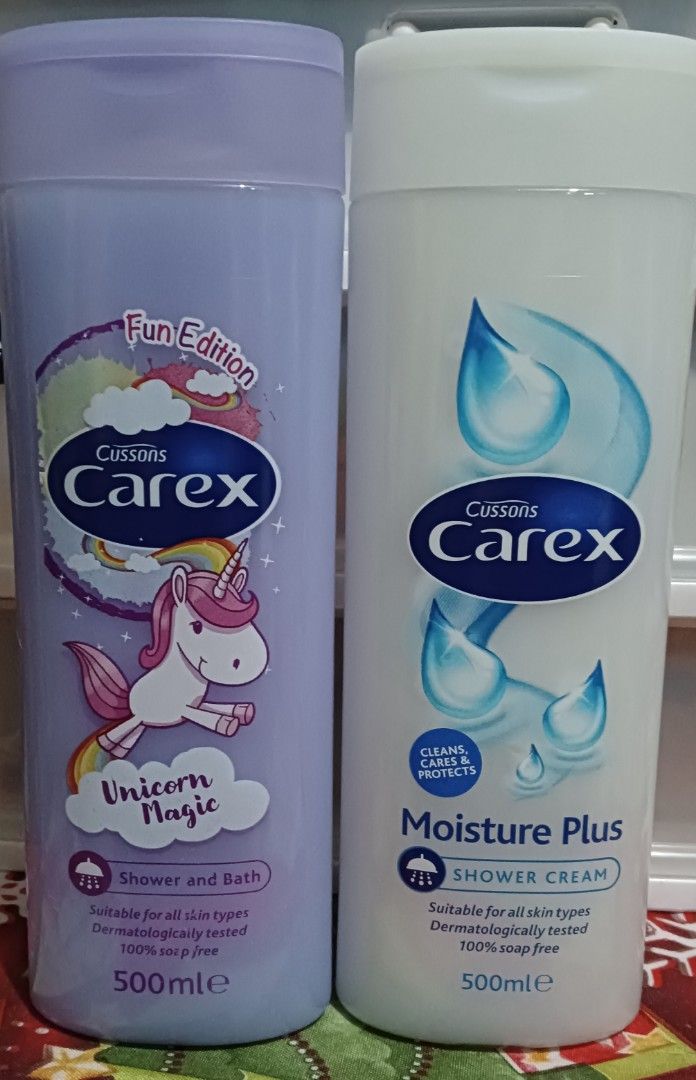 Fun Edition
Cussons
Carex
Unicorn
Magic
Shower and Bath
Suitable for all skin types
Dermatologically tested
100% soap free
500ml℮
Cussons
Carex
CLEANS,
CARES &
PROTECTS
Moisture Plus
SHOWER CREAM
Suitable for all skin types
Dermatologically tested
100% soap free
500ml℮